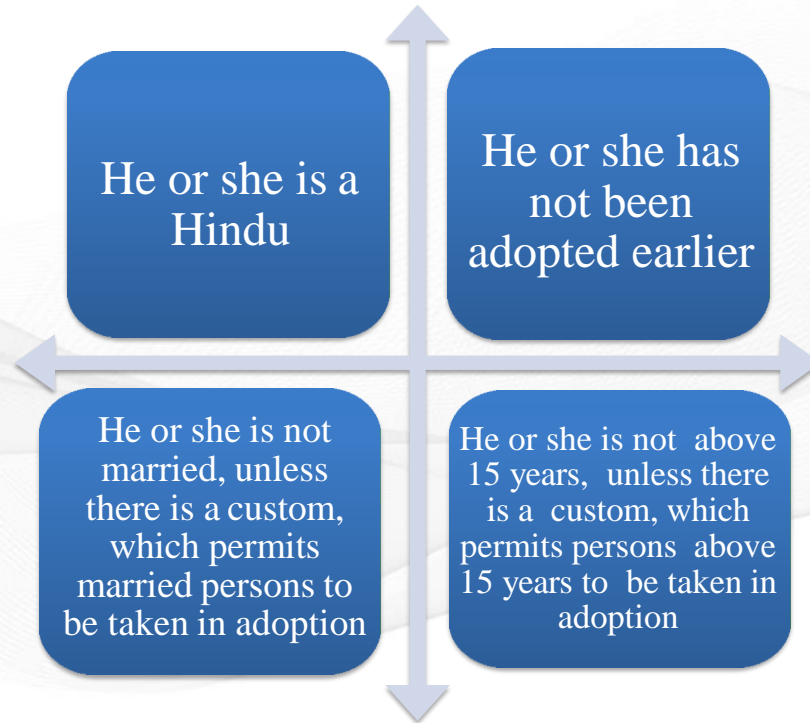 He or she is a
Hindu
He or she has
not been
adopted earlier
He or she is not
married, unless
there is a custom,
which permits
married persons to
be taken in adoption
He or she is not above
15 years, unless there
is a custom, which
permits persons above
15 years to be taken in
adoption